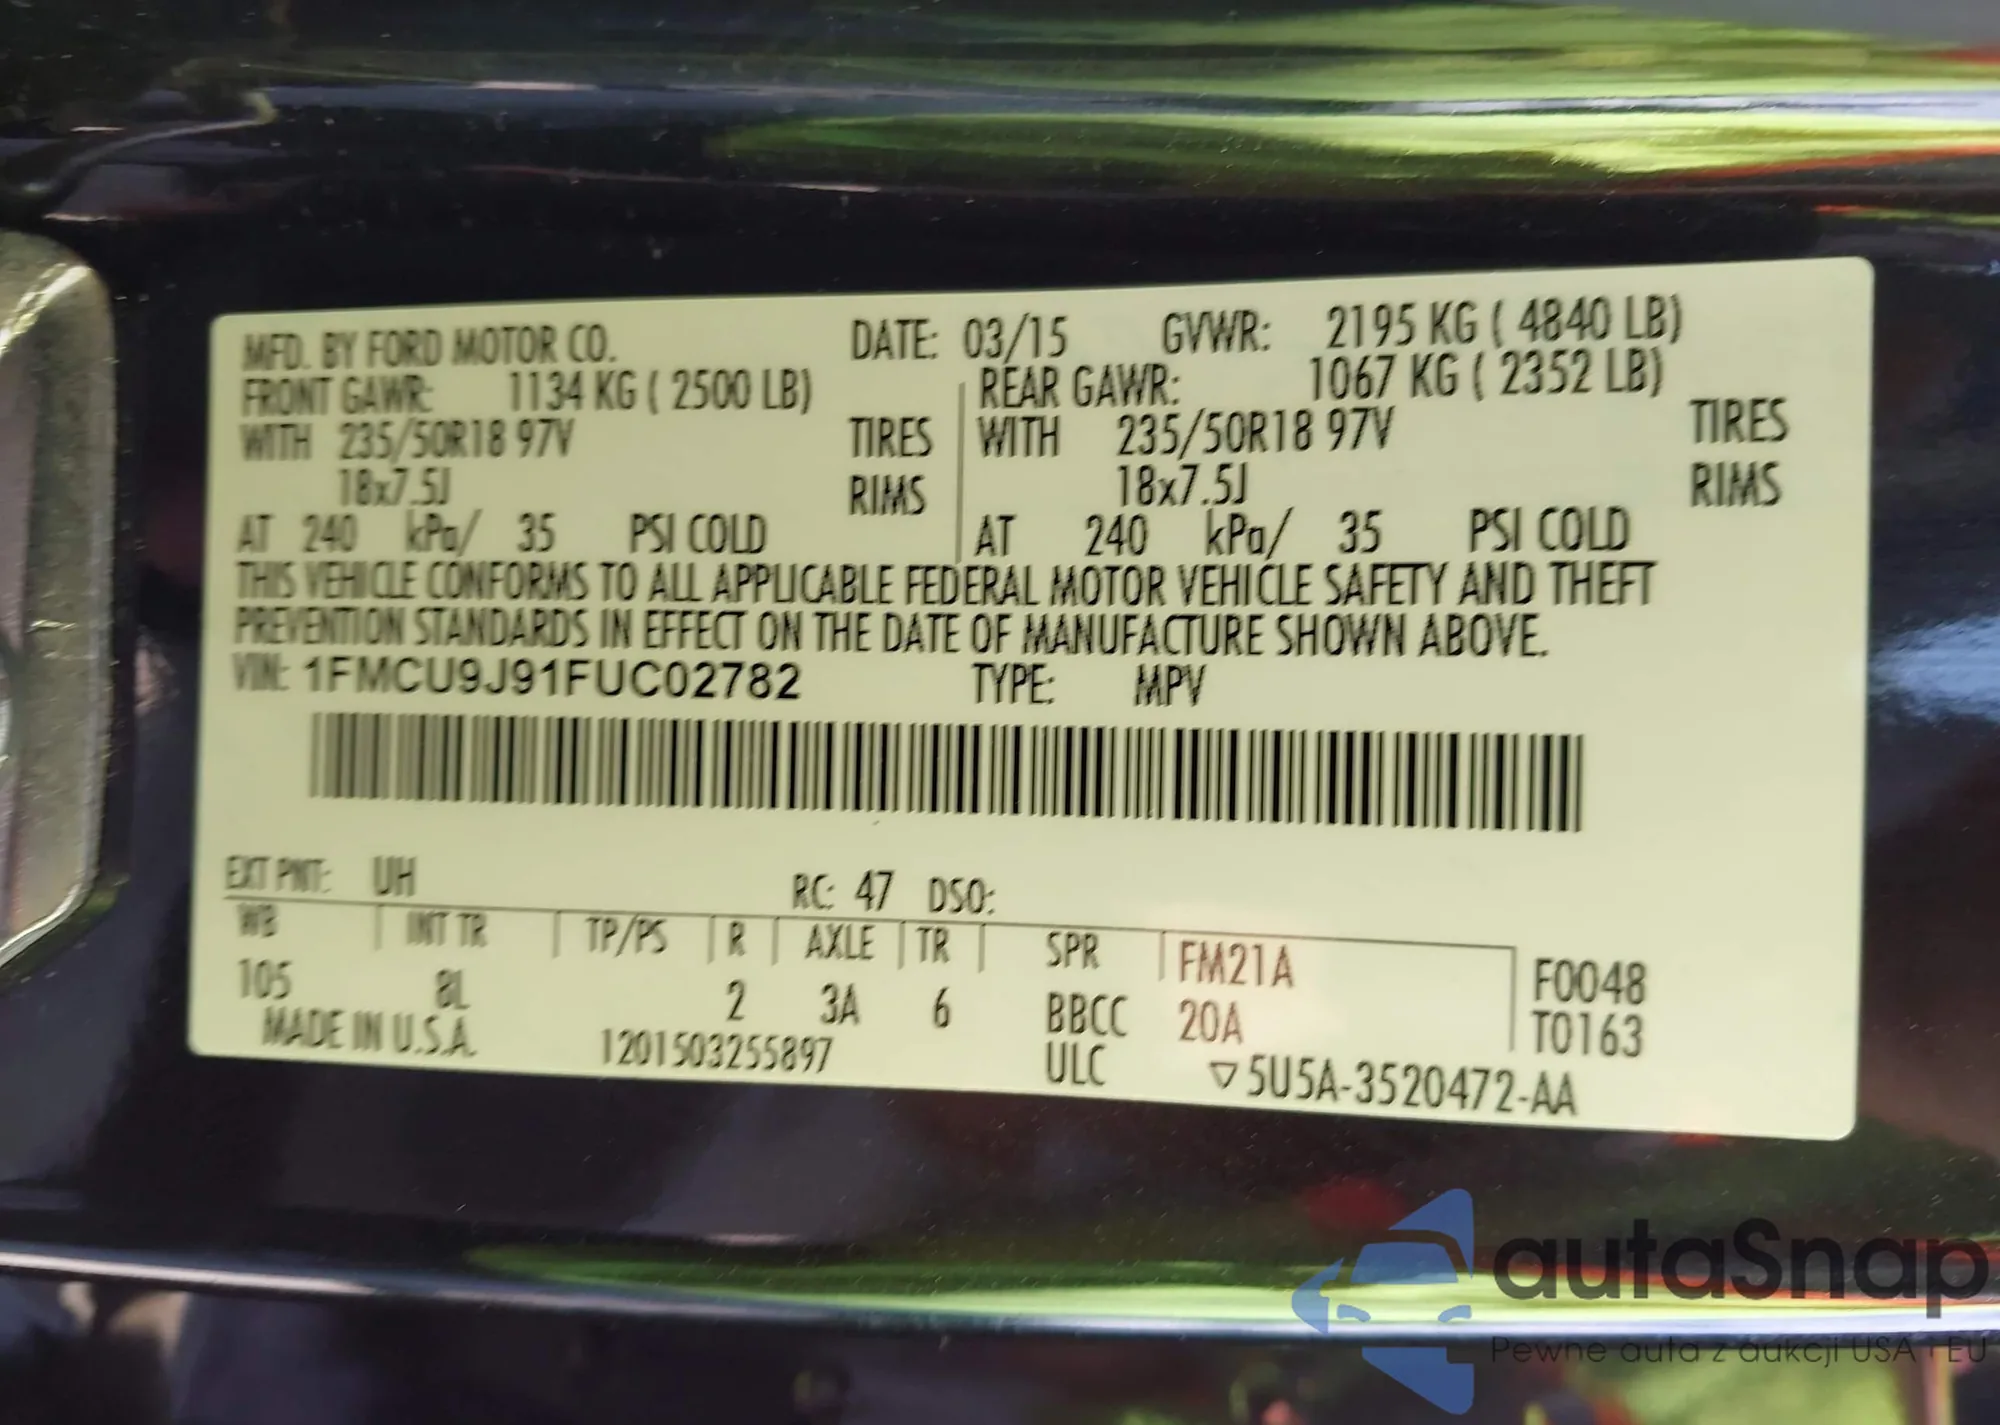 MFD. BY FORD MOTOR CO. DATE: 03/15 GVWR: 2195 KG ( 4840 LB)
FRONT GAWR: 1134 KG ( 2500 LB) REAR GAWR: 1067 KG ( 2352 LB)
WITH 235/50R18 97V TIRES WITH 235/50R18 97V TIRES
18x7.5J RIMS 18x7.5J RIMS
AT 240 kPa/ 35 PSI COLD AT 240 kPa/ 35 PSI COLD
THIS VEHICLE CONFORMS TO ALL APPLICABLE FEDERAL MOTOR VEHICLE SAFETY AND THEFT
PREVENTION STANDARDS IN EFFECT ON THE DATE OF MANUFACTURE SHOWN ABOVE.
VIN: 1FMCU9J91FUC02782 TYPE: MPV
EXT PNT: UH RC: 47 DSO:
WB INT TR TP/PS R AXLE TR SPR FM21A F0048
105 8L 2 3A 6 BBCC 20A T0163
MADE IN U.S.A. 1201503255897 ULC ▽5U5A-3520472-AA
autaSnap
Pewne auta z aukcji USA i EU